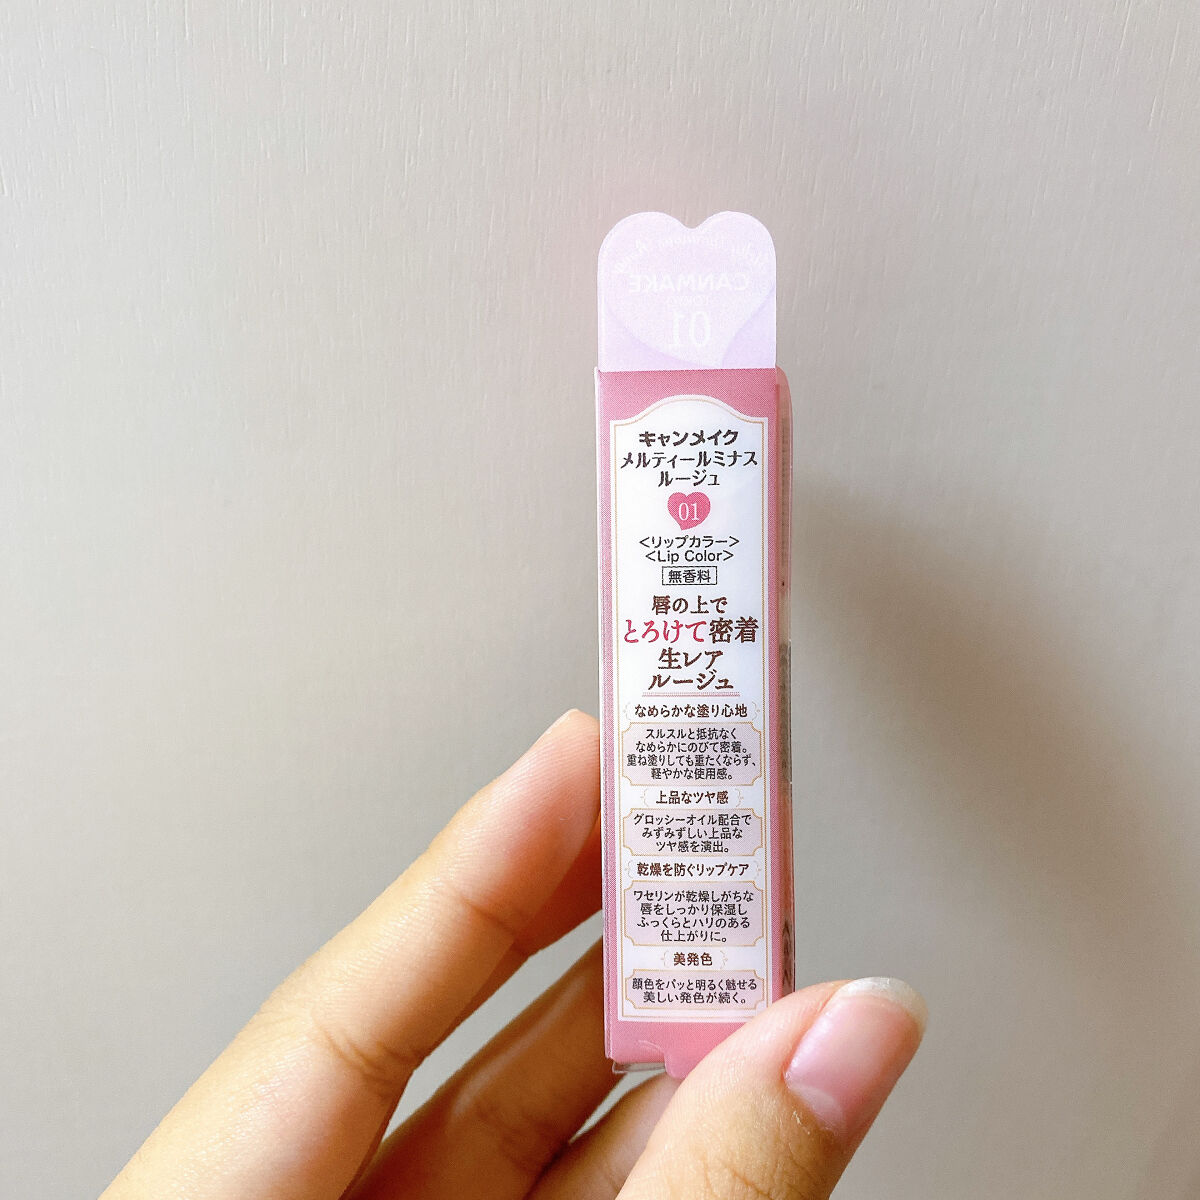 Melty Luminous Rouge
CANMAKE
TOKYO
01
キャンメイク
メルティールミナス
ルージュ
01
<リップカラー>
<Lip Color>
無香料
唇の上で
とろけて密着
生レア
ルージュ
なめらかな塗り心地
スルスルと抵抗なく
なめらかにのびて密着。
重ね塗りしても重たくならず、
軽やかな使用感。
上品なツヤ感
グロッシーオイル配合で
みずみずしい上品な
ツヤ感を演出。
乾燥を防ぐリップケア
ワセリンが乾燥しがちな
唇をしっかり保湿し
ふっくらとハリのある
仕上がりに。
美発色
顔色をパッと明るく魅せる
美しい発色が続く。